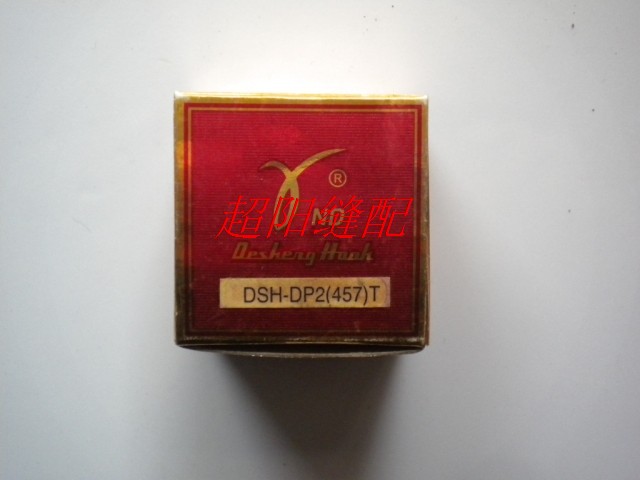 ®
ND
超阳缝配
Desheng Hook
DSH-DP2(457)T